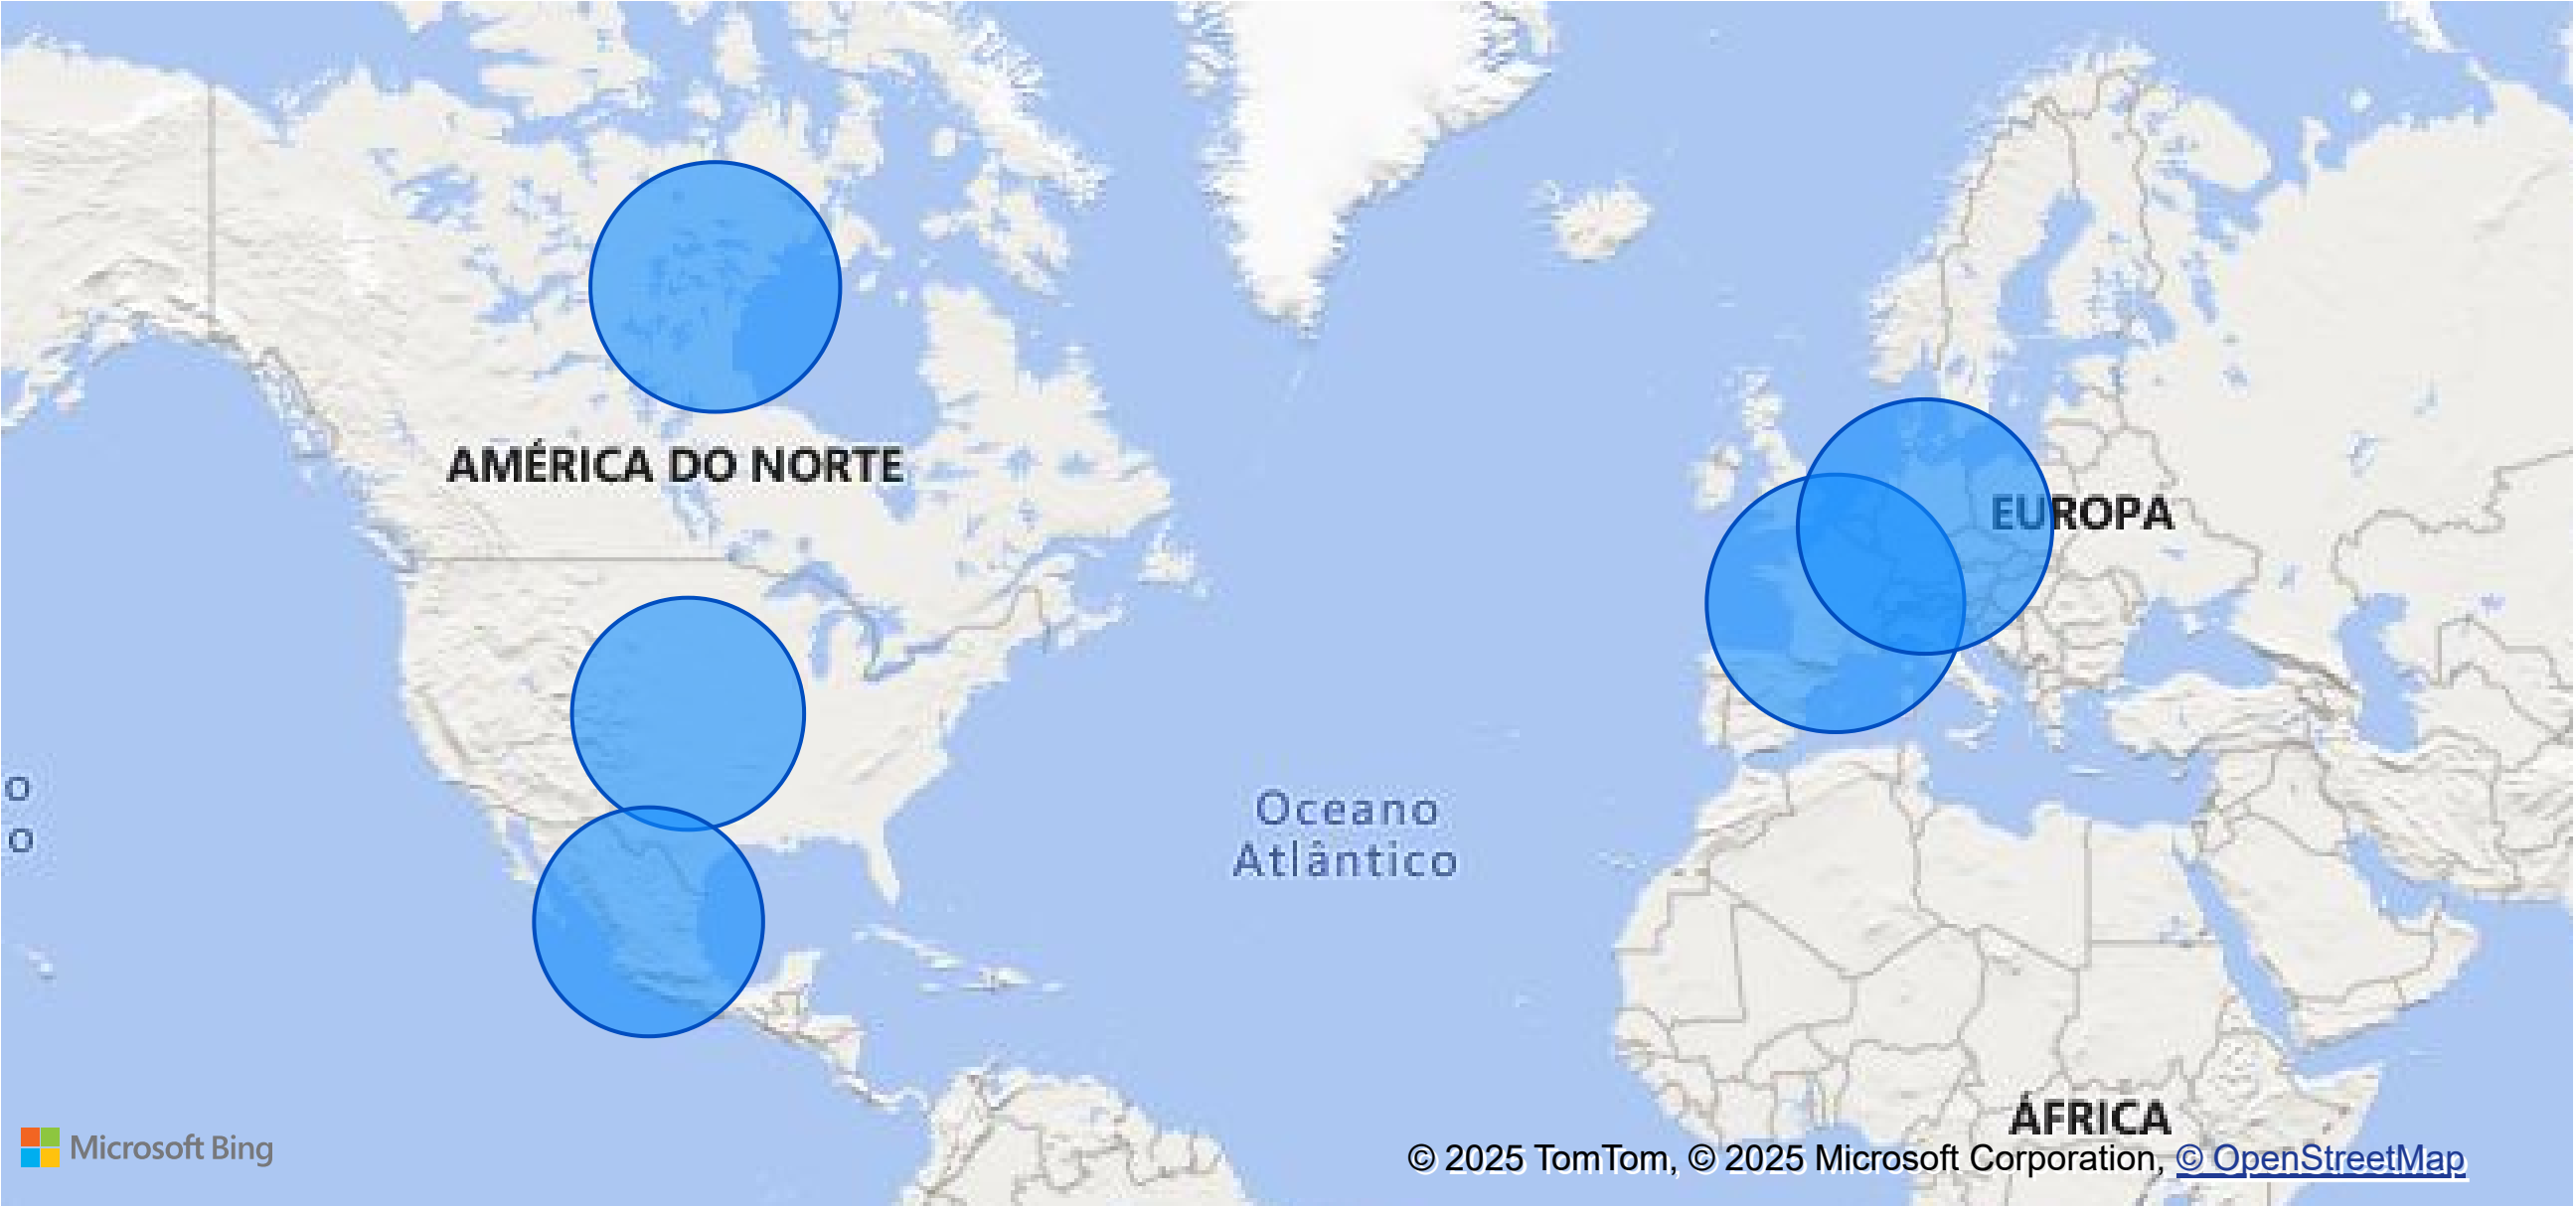 AMÉRICA DO NORTE
EUROPA
o
o
Oceano
Atlântico
ÁFRICA
Microsoft Bing
© 2025 TomTom, © 2025 Microsoft Corporation, © OpenStreetMap